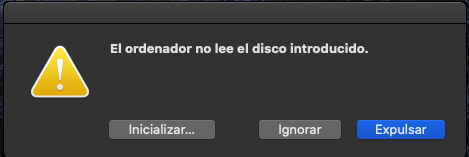 El ordenador no lee el disco introducido.
Inicializar...
Ignorar
Expulsar